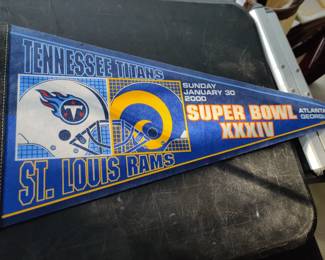 TENNESSEE TITANS
T
SUNDAY
JANUARY 30
2000
SUPER BOWL
XXXIV
ATLANTA
GEORGIA
ST. LOUIS RAMS